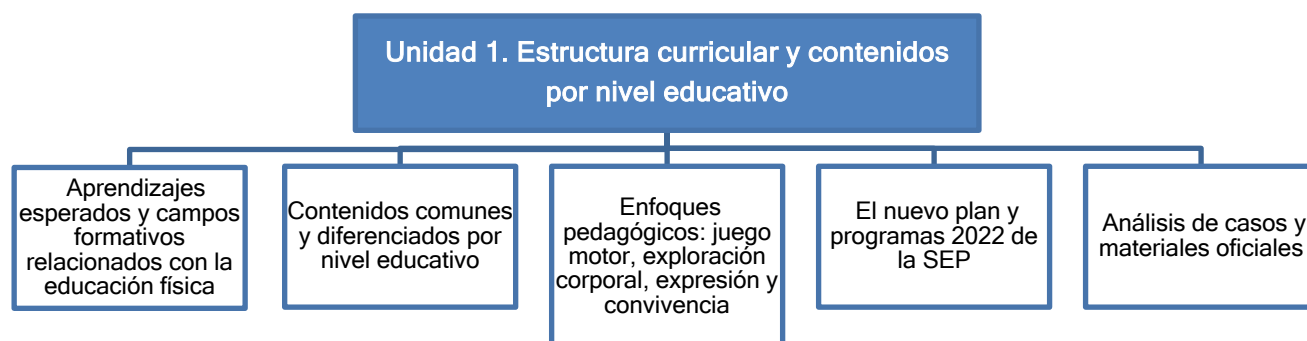 Unidad 1. Estructura curricular y contenidos
por nivel educativo
Aprendizajes
esperados y campos
formativos
relacionados con la
educación física
Contenidos comunes
y diferenciados por
nivel educativo
Enfoques
pedagógicos: juego
motor, exploración
corporal, expresión y
convivencia
El nuevo plan y
programas 2022 de
la SEP
Análisis de casos y
materiales oficiales